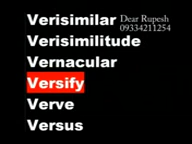 Verisimilar
Dear Rupesh
09334211254
Verisimilitude
Vernacular
Versify
Verve
Versus